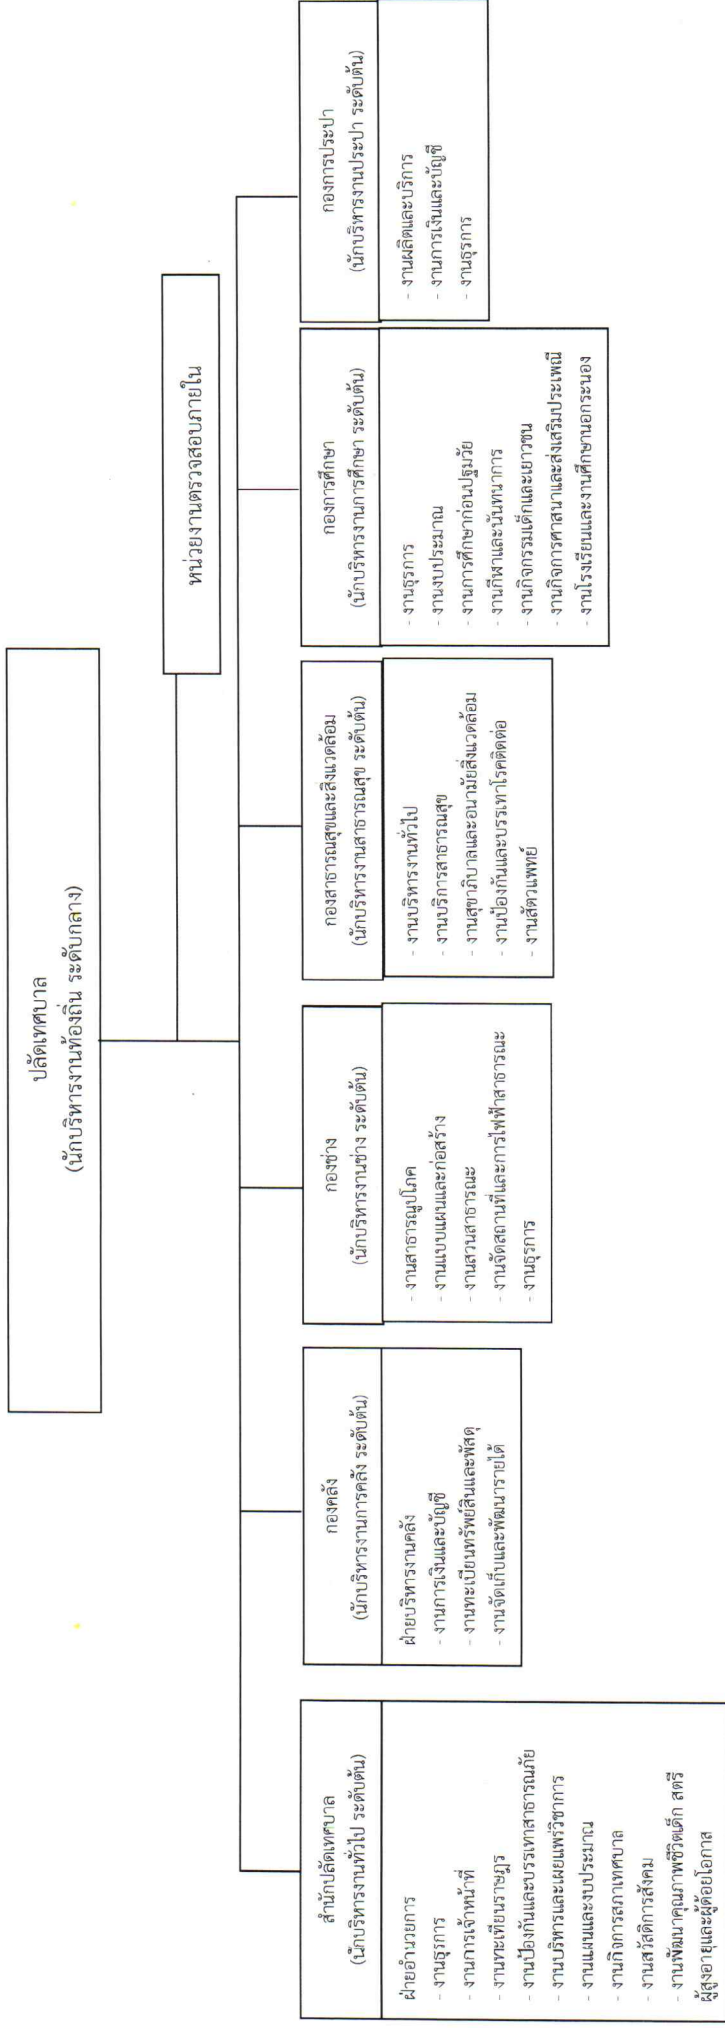 ปลัดเทศบาล
(นักบริหารงานท้องถิ่น ระดับกลาง)
หน่วยงานตรวจสอบภายใน
สำนักปลัดเทศบาล
(นักบริหารงานทั่วไป ระดับต้น)
ฝ่ายอำนวยการ
- งานธุรการ
- งานการเจ้าหน้าที่
- งานทะเทียนราษฎร
- งานป้องกันและบรรเทาสาธารณภัย
- งานบริหารและเผยแพร่วิชาการ
- งานแผนและงบประมาณ
- งานกิจการสภาเทศบาล
- งานสวัสดิการสังคม
- งานพัฒนาคุณภาพชีวิตเด็ก สตรี
ผู้สูงอายุและผู้ด้อยโอกาส
กองคลัง
(นักบริหารงานการคลัง ระดับต้น)
ฝ่ายบริหารงานคลัง
- งานการเงินและบัญชี
- งานทะเบียนทรัพย์สินและพัสดุ
- งานจัดเก็บและพัฒนารายได้
กองช่าง
(นักบริหารงานช่าง ระดับต้น)
- งานสาธารณูปโภค
- งานแบบแผนและก่อสร้าง
- งานสวนสาธารณะ
- งานจัดสถานที่และการไฟฟ้าสาธารณะ
- งานธุรการ
กองสาธารณสุขและสิ่งแวดล้อม
(นักบริหารงานสาธารณสุข ระดับต้น)
- งานบริหารงานทั่วไป
- งานบริการสาธารณสุข
- งานสุขาภิบาลและอนามัยสิ่งแวดล้อม
- งานป้องกันและบรรเทาโรคติดต่อ
- งานสัตวแพทย์
กองการศึกษา
(นักบริหารงานการศึกษา ระดับต้น)
- งานธุรการ
- งานงบประมาณ
- งานการศึกษาก่อนปฐมวัย
- งานกีฬาและนันทนาการ
- งานกิจกรรมเด็กและเยาวชน
- งานกิจการศาสนาและส่งเสริมประเพณี
- งานโรงเรียนและงานศึกษานอกระนอง
กองการประปา
(นักบริหารงานประปา ระดับต้น)
- งานผลิตและบริการ
- งานการเงินและบัญชี
- งานธุรการ